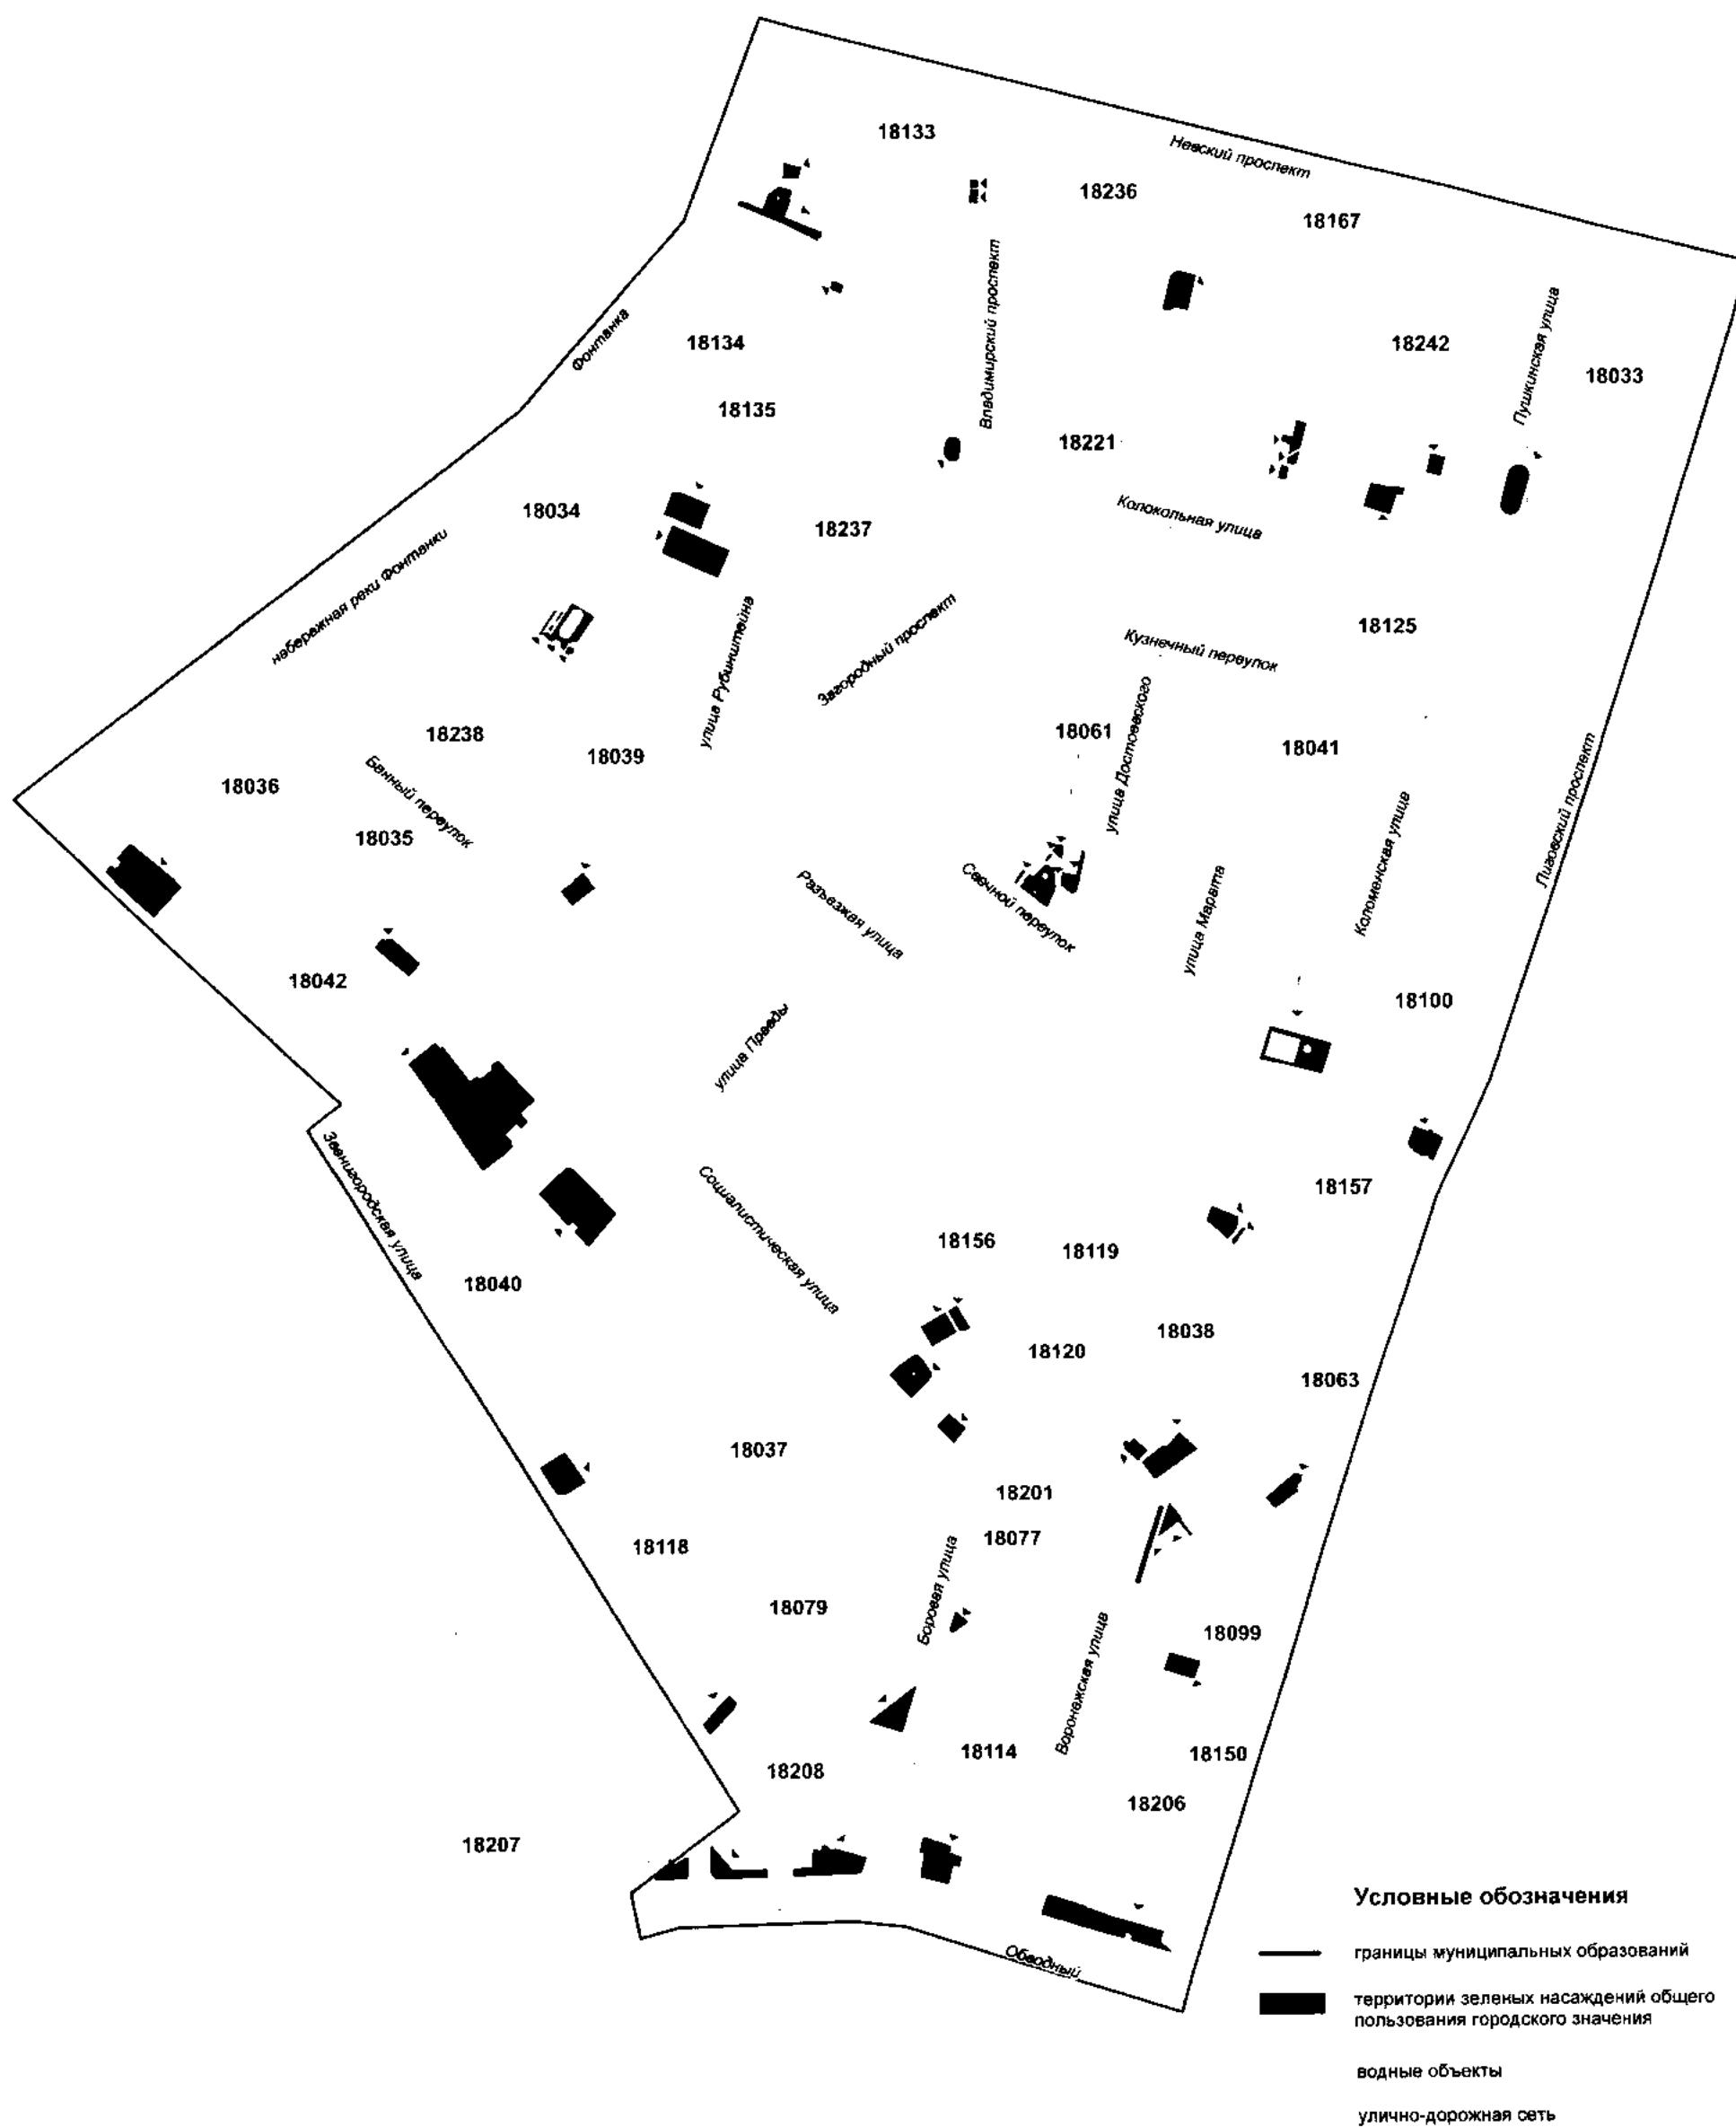 18133
Невский проспект
18236
18167
Владимирский проспект
Фонтанка
18134
18242
Пушкинская улица
18033
18135
18221
18034
Колокольная улица
18237
набережная реки Фонтанки
улица Рубинштейна
Загородный проспект
18125
Кузнечный переулок
18061
улица Достоевского
18041
18238
18039
18036
Банный переулок
18035
Лиговский проспект
Коломенская улица
Разъезжая улица
Свечной переулок
улица Марата
18042
18100
улица Правды
Звенигородская улица
Социалистическая улица
18157
18156
18119
18040
18038
18120
18063
18037
18201
18077
18118
Боровая улица
18079
18099
Воронежская улица
18114
18150
18208
18206
18207
Обводный
Условные обозначения
границы муниципальных образований
территории зеленых насаждений общего
пользования городского значения
водные объекты
улично-дорожная сеть